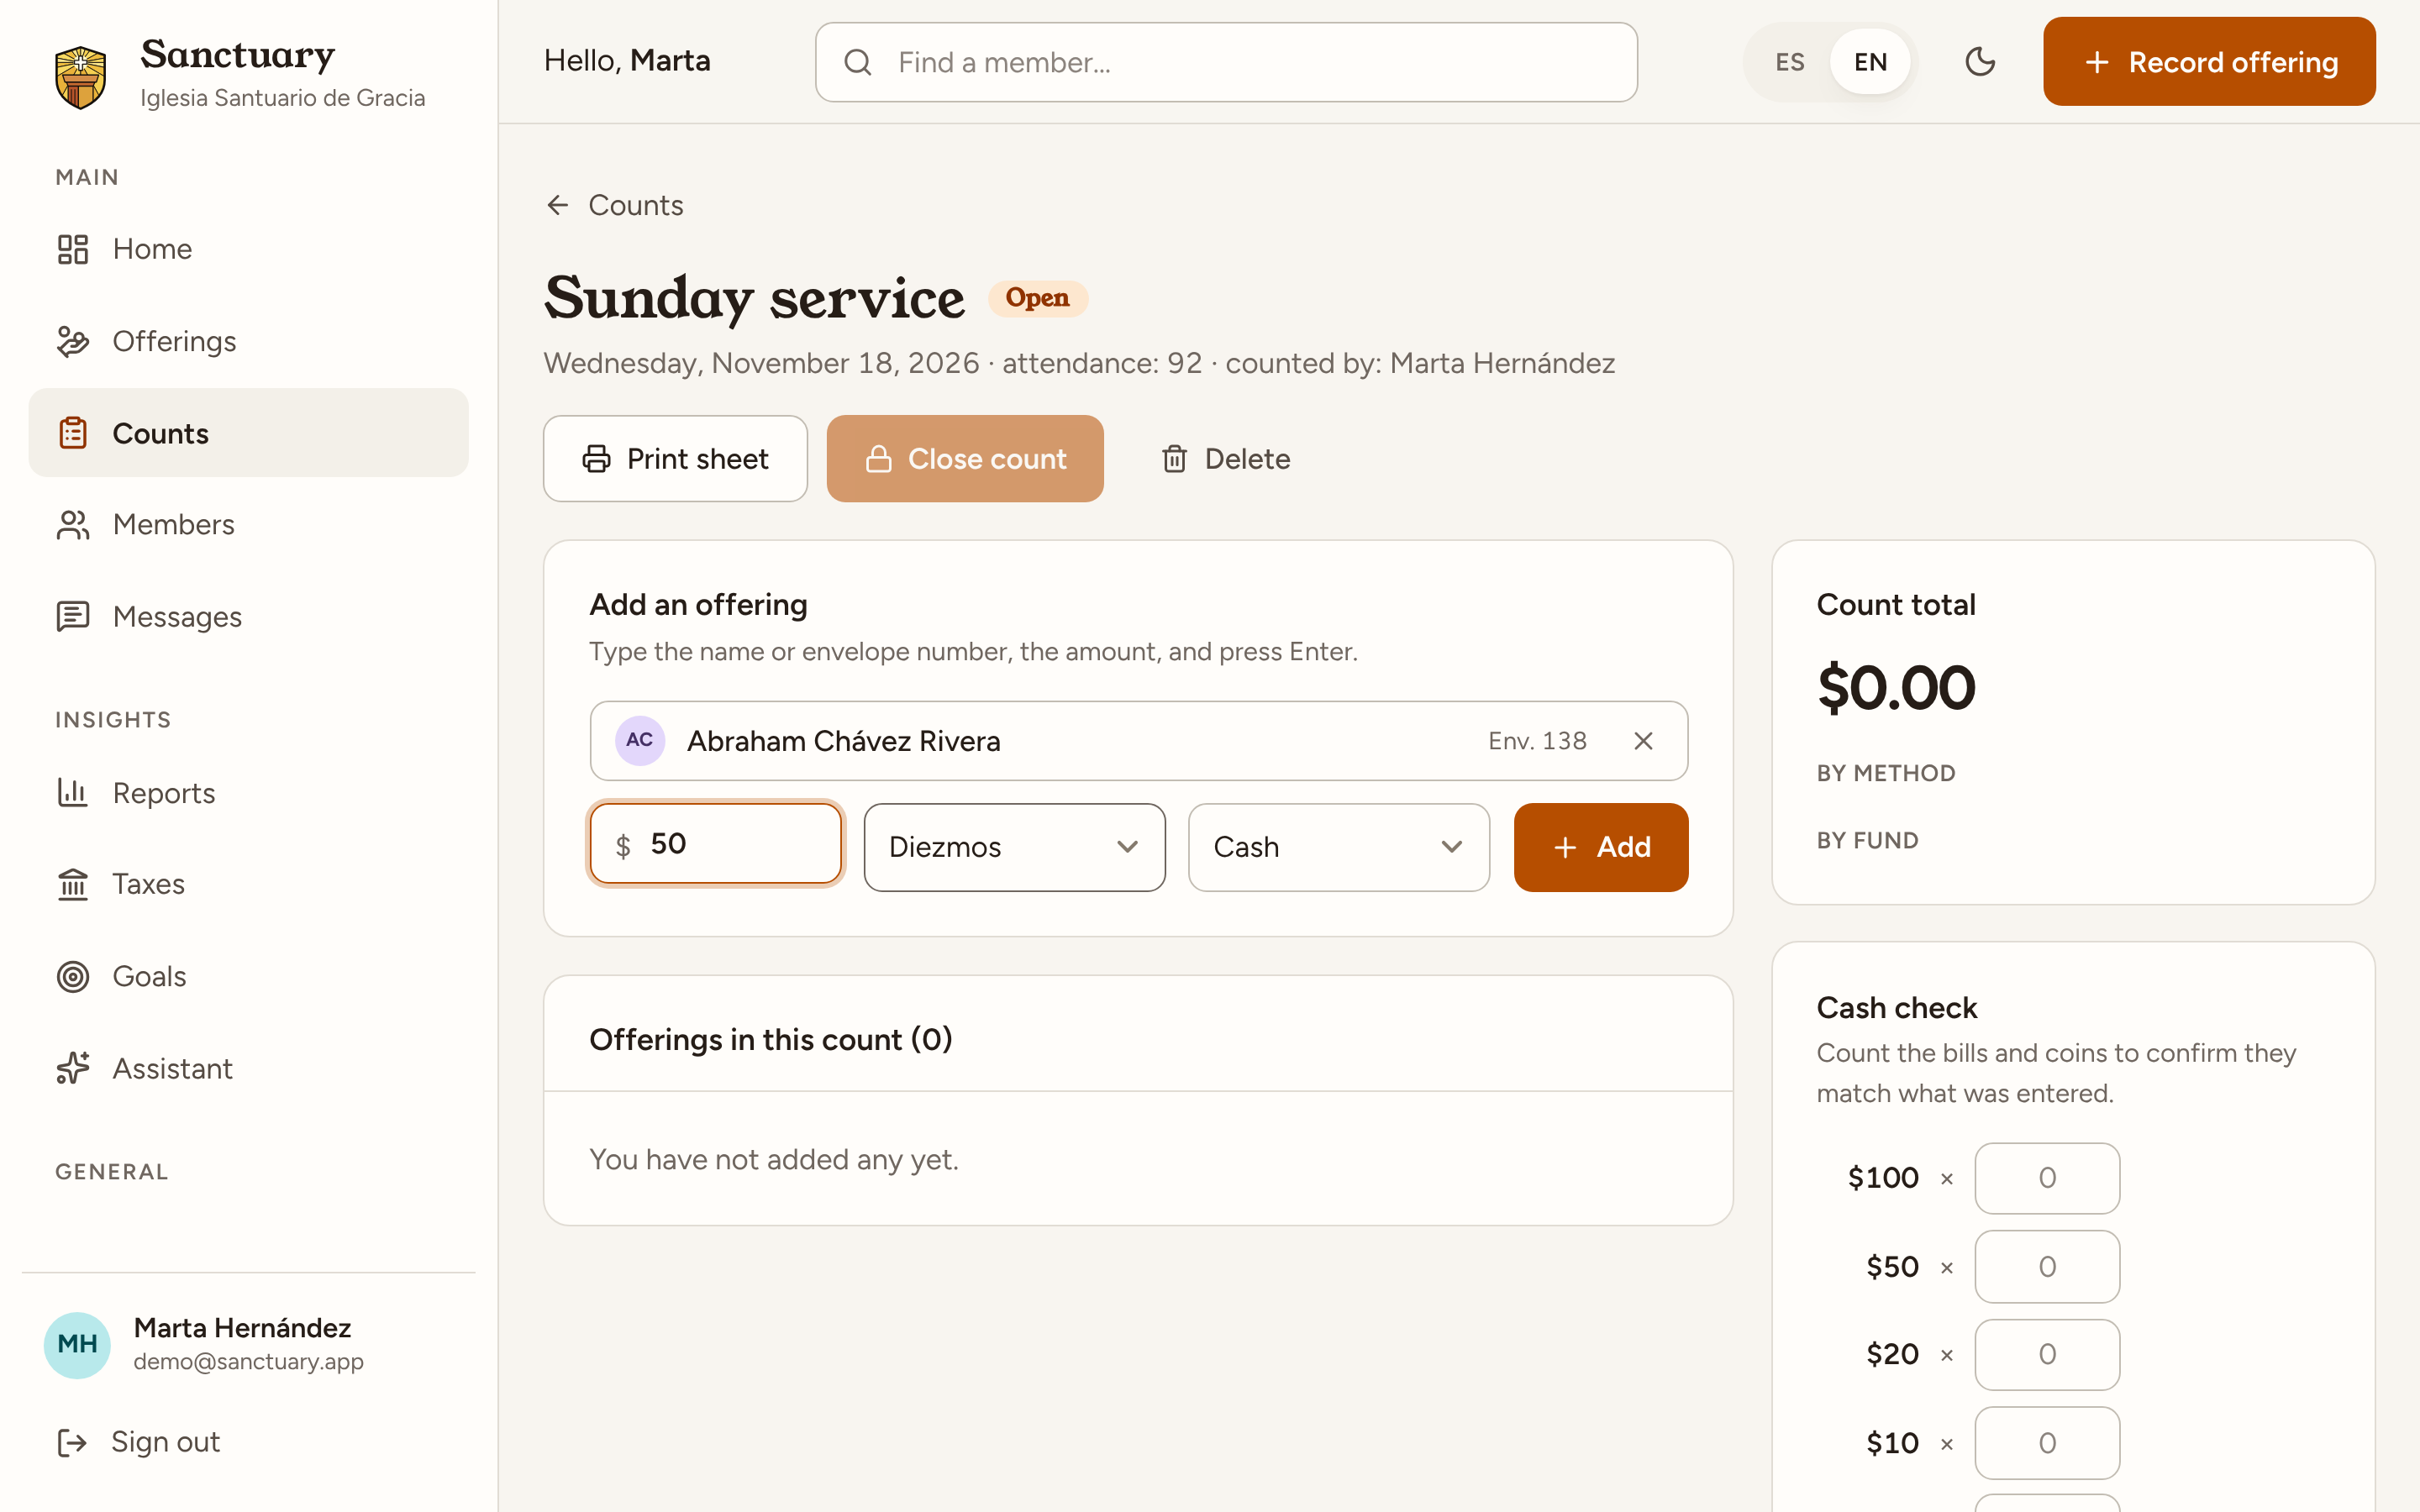 Sanctuary
Iglesia Santuario de Gracia
MAIN
Home
Offerings
Counts
Members
Messages
INSIGHTS
Reports
Taxes
Goals
Assistant
GENERAL
MH
Marta Hernández
demo@sanctuary.app
Sign out
Hello, Marta
Find a member...
ES EN
+ Record offering
← Counts
Sunday service Open
Wednesday, November 18, 2026 · attendance: 92 · counted by: Marta Hernández
Print sheet
Close count
Delete
Add an offering
Type the name or envelope number, the amount, and press Enter.
AC Abraham Chávez Rivera Env. 138 ×
$ 50
Diezmos
Cash
+ Add
Offerings in this count (0)
You have not added any yet.
Count total
$0.00
BY METHOD
BY FUND
Cash check
Count the bills and coins to confirm they
match what was entered.
$100 × 0
$50 × 0
$20 × 0
$10 × 0